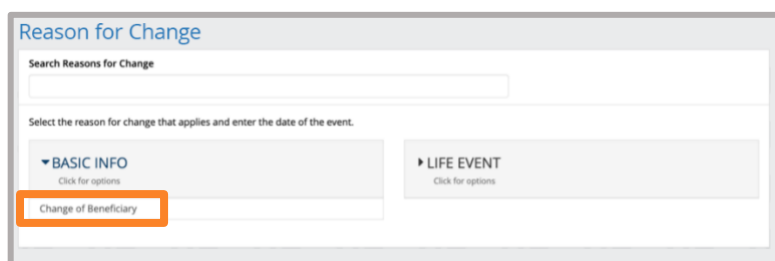 Reason for Change
Search Reasons for Change
Select the reason for change that applies and enter the date of the event.
BASIC INFO
Click for options
Change of Beneficiary
LIFE EVENT
Click for options